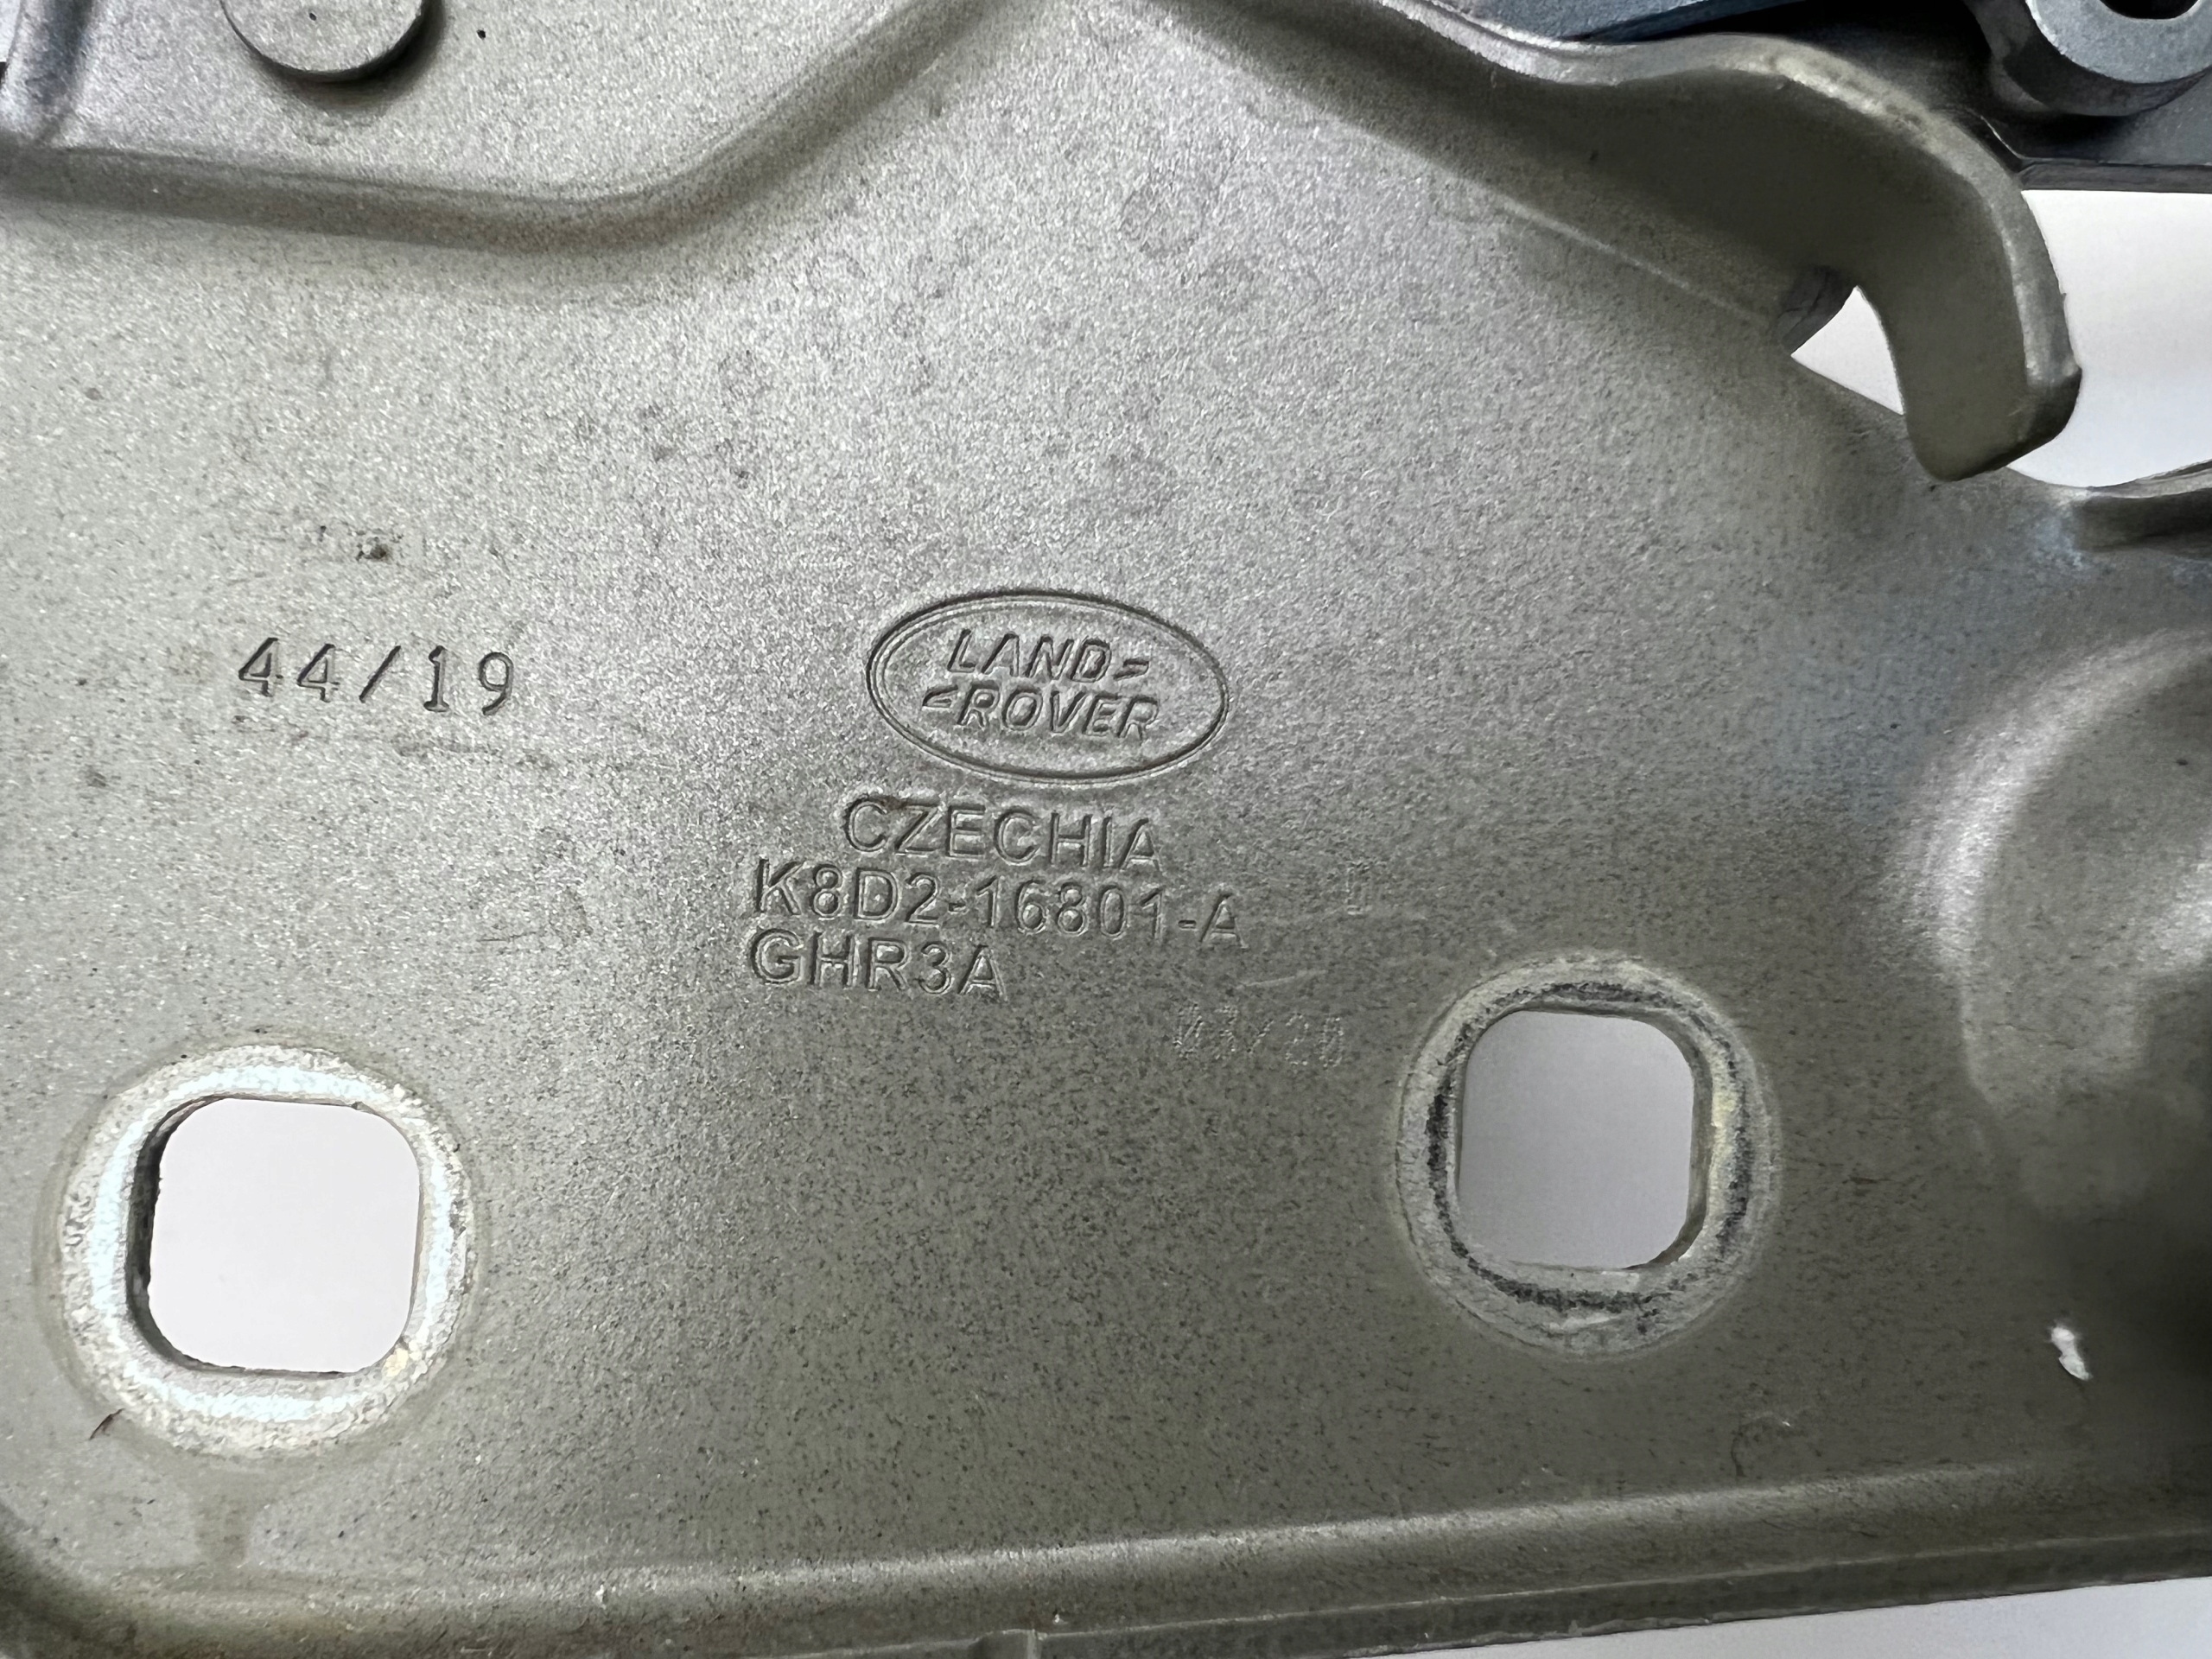 44/19
LAND
ROVER
CZECHIA
K8D2-16801-A
GHR3A